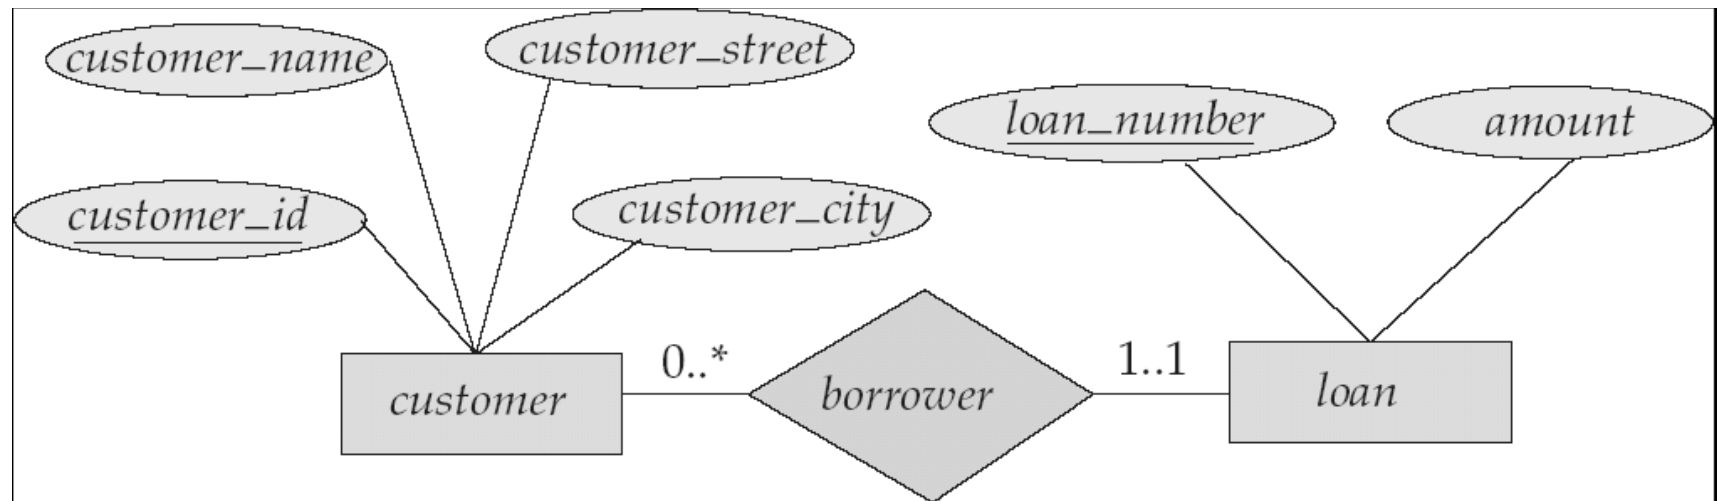 customer_name
customer_street
loan_number
amount
customer_id
customer_city
0..*
1..1
customer
borrower
loan